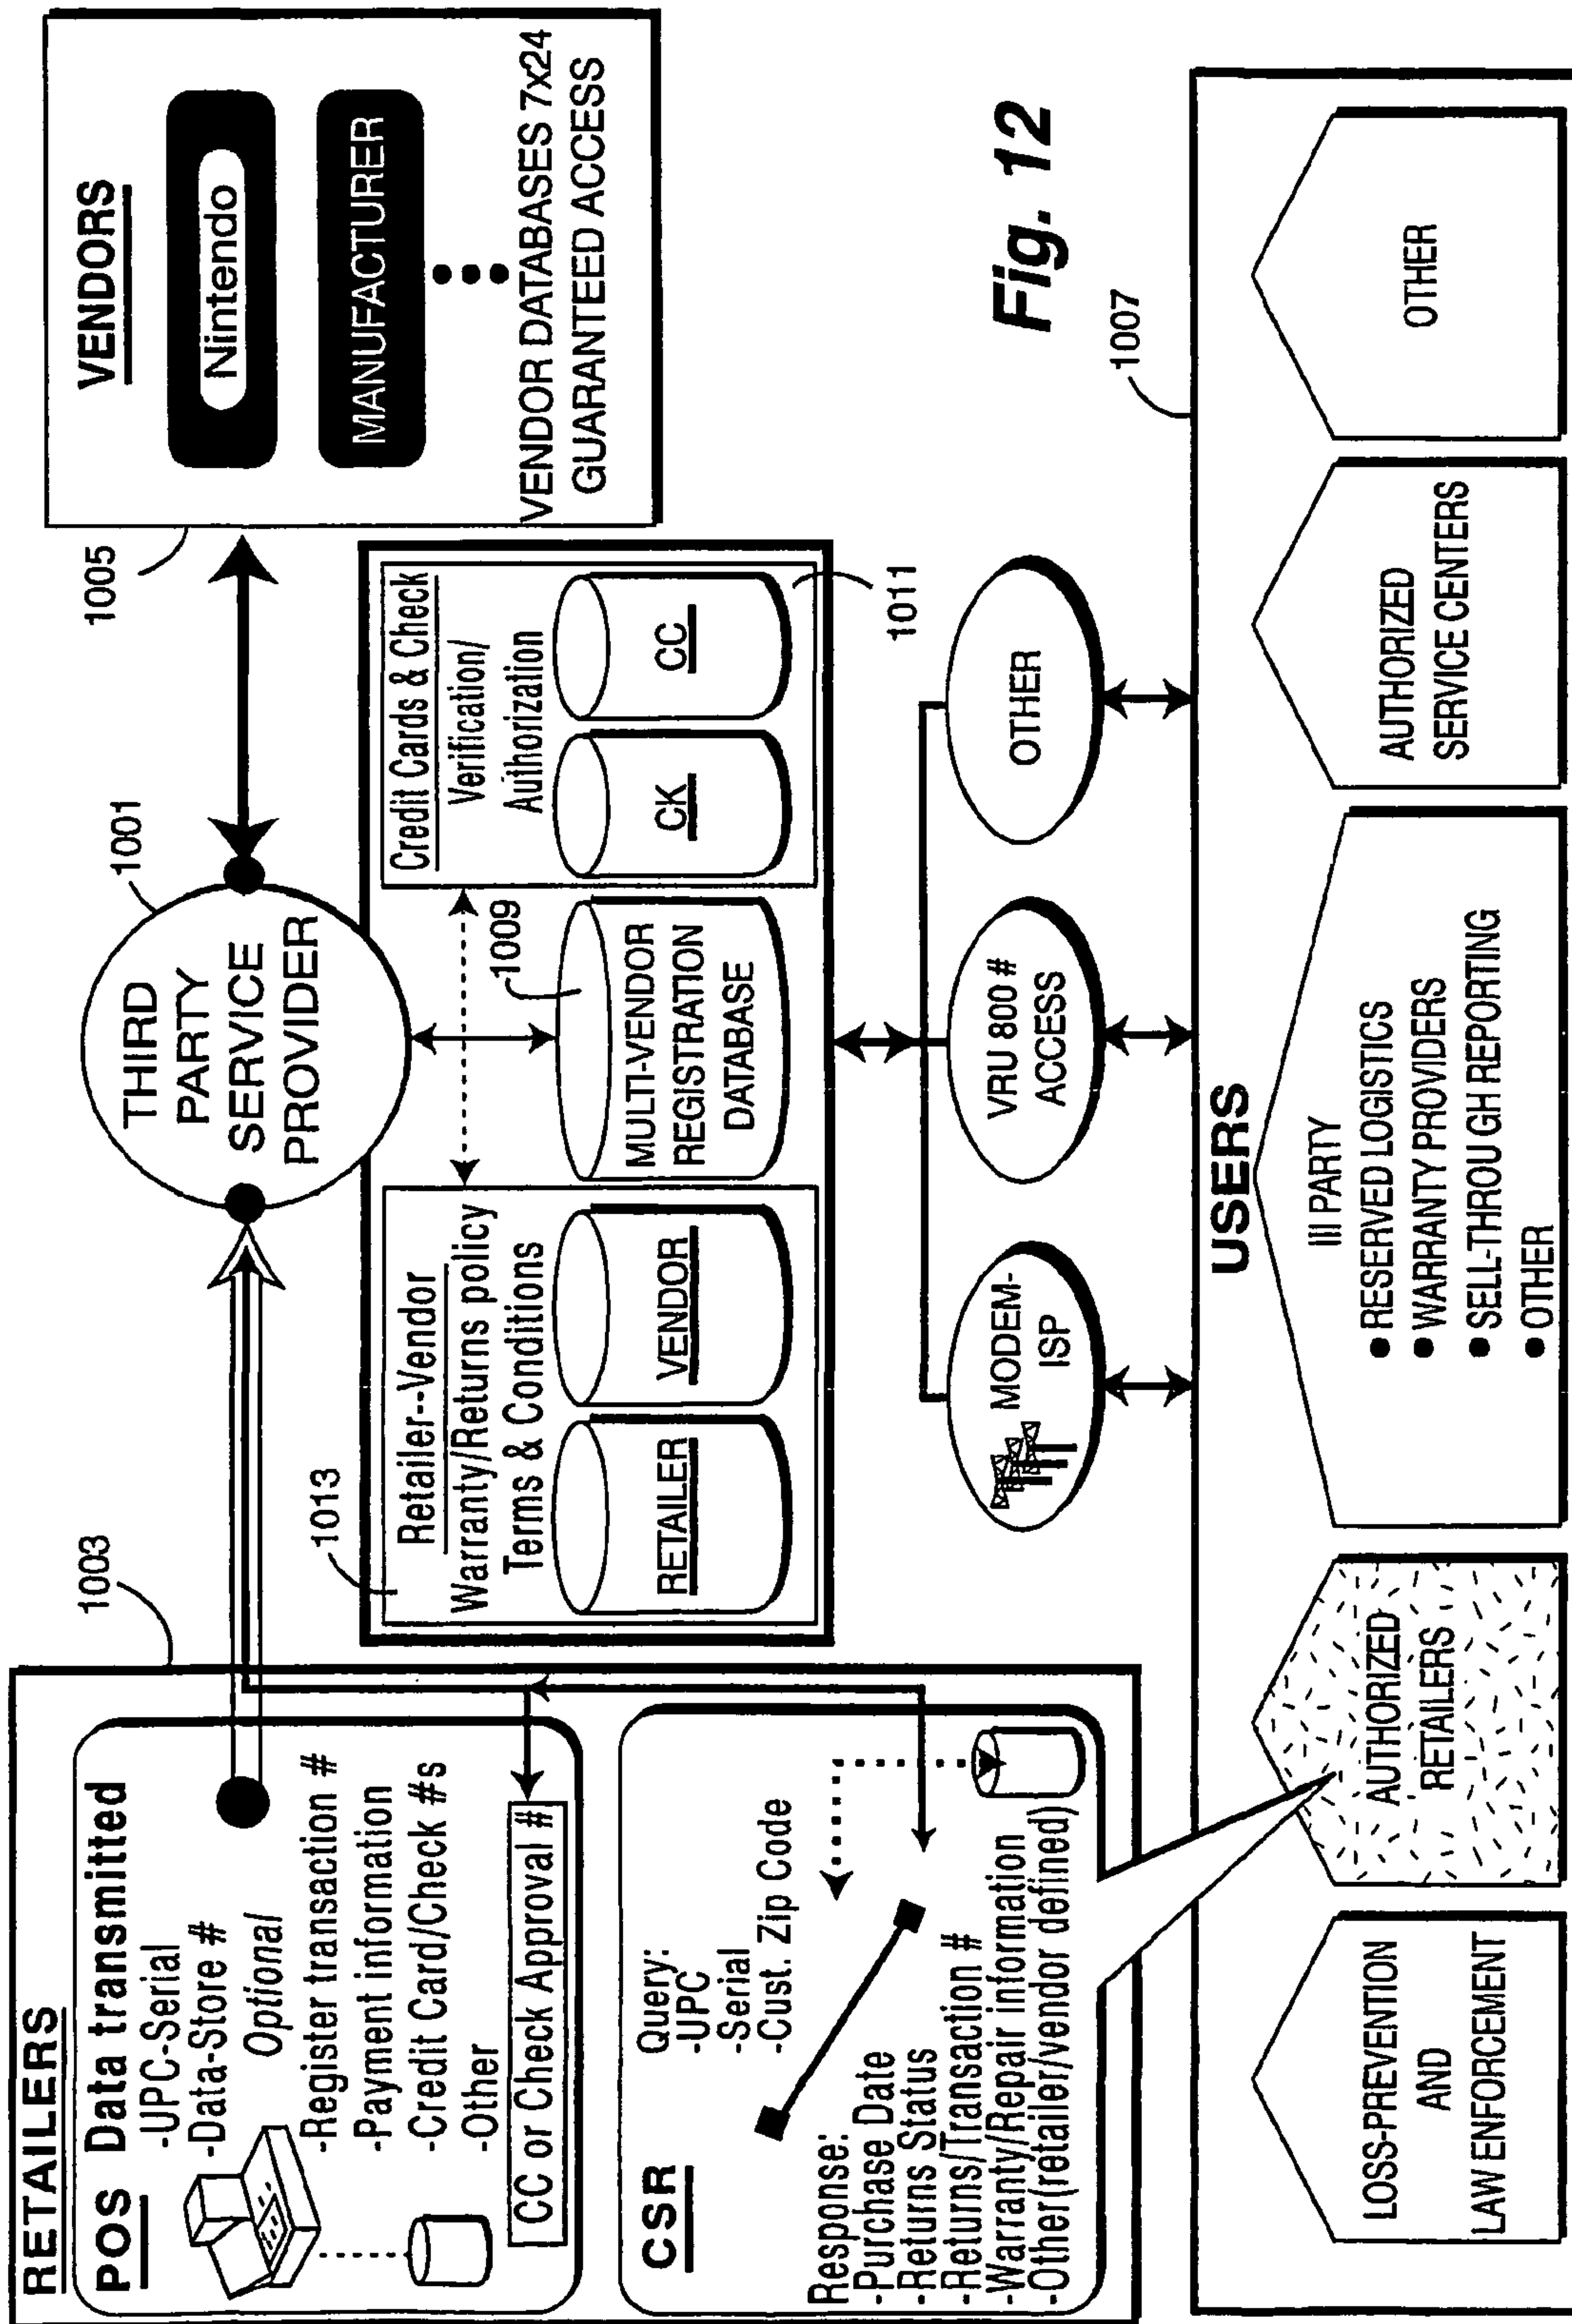 RETAILERS
POS Data transmitted
-UPC-Serial
-Data-Store #
Optional
-Register transaction #
-Payment information
-Credit Card/Check #s
-Other
CC or Check Approval #
CSR
Query:
-UPC
-Serial
-Cust. Zip Code
Response:
-Purchase Date
-Returns Status
-Returns/Transaction #
-Warranty/Repair information
-Other(retailer/vendor defined)
1003
THIRD
PARTY
SERVICE
PROVIDER
1001
1005
VENDORS
Nintendo
MANUFACTURER
VENDOR DATABASES 7x24
GUARANTEED ACCESS
1013
Retailer--Vendor
Warranty/Returns policy
Terms & Conditions
RETAILER
VENDOR
1009
MULTI-VENDOR
REGISTRATION
DATABASE
Credit Cards & Check
Verification/
Authorization
CK
CC
1011
MODEM-
ISP
VRU 800 #
ACCESS
OTHER
Fig. 12
1007
USERS
LOSS-PREVENTION
AND
LAW ENFORCEMENT
AUTHORIZED
RETAILERS
III PARTY
● RESERVED LOGISTICS
● WARRANTY PROVIDERS
● SELL-THROUGH REPORTING
● OTHER
AUTHORIZED
SERVICE CENTERS
OTHER